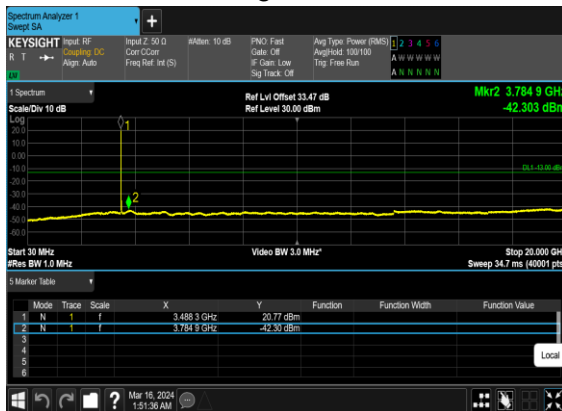 Spectrum Analyzer 1
Swept SA
KEYSIGHT Input: RF Input Z: 50 Ω #Atten: 10 dB PNO: Fast Avg Type: Power (RMS) 1 2 3 4 5 6
R T Coupling: DC Corr CCorr Gate: Off Avg|Hold: 100/100 A W W W W W
Align: Auto Freq Ref: Int (S) IF Gain: Low Trig: Free Run A N N N N N
LXI Sig Track: Off
1 Spectrum Ref Lvl Offset 33.47 dB Mkr2 3.784 9 GHz
Scale/Div 10 dB Ref Level 30.00 dBm -42.303 dBm
Log
20.0
10.0
0.00
-10.0
-20.0
-30.0
-40.0
-50.0
-60.0
1
2
DL1 -13.00 dBm
Start 30 MHz Video BW 3.0 MHz* Stop 20.000 GHz
#Res BW 1.0 MHz Sweep 34.7 ms (40001 pts)
5 Marker Table
Mode Trace Scale X Y Function Function Width Function Value
1 N 1 f 3.488 3 GHz 20.77 dBm
2 N 1 f 3.784 9 GHz -42.30 dBm
3
4
5
6
Local
Mar 16, 2024
1:51:36 AM